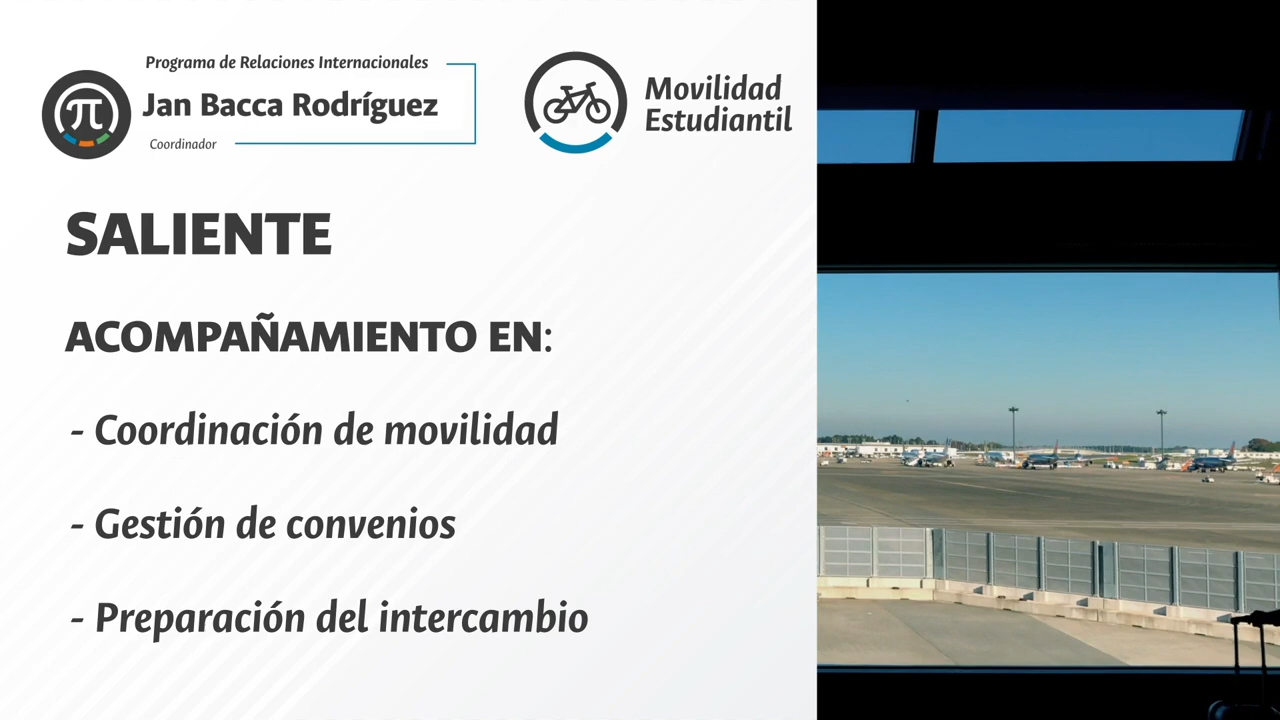 Programa de Relaciones Internacionales
Jan Bacca Rodríguez
Coordinador
π
Movilidad
Estudiantil
SALIENTE
ACOMPAÑAMIENTO EN:
- Coordinación de movilidad
- Gestión de convenios
- Preparación del intercambio